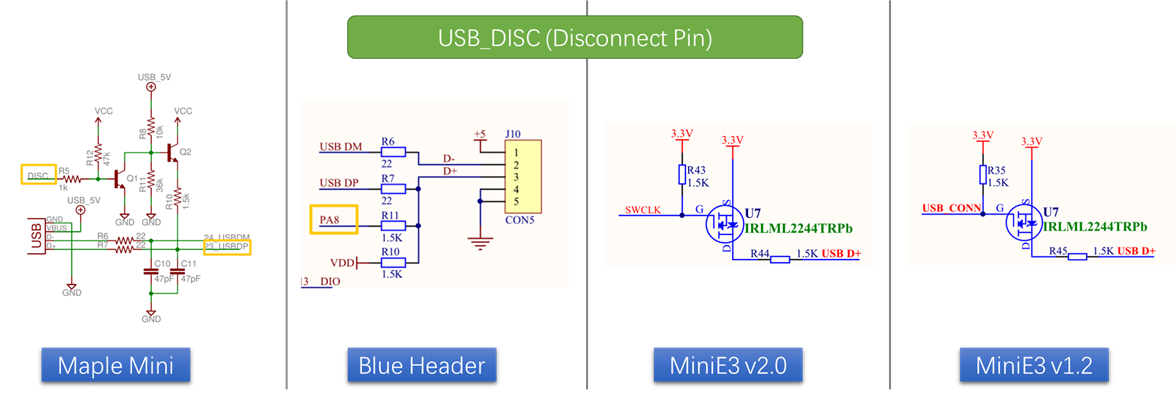 USB_DISC (Disconnect Pin)
USB_5V
VCC
VCC
R8
10k
R12
47k
Q2
DISC
R5
1k
Q1
R11
36k
R10
1.5k
USB_5V
GND
GND
USB
GND
VBUS
D-
D+
R6
22
R7
22
24_USBDM
23_USBDP
C10
47pF
C11
47pF
GND
GND
Maple Mini
USB DM
R6
22
USB DP
R7
22
PA8
R11
1.5K
VDD
R10
1.5K
D-
D+
+5
J10
1
2
3
4
5
CON5
13 DIO
Blue Header
3.3V
3.3V
R43
1.5K
SWCLK
G
S
D
U7
IRLML2244TRPb
R44
1.5K
USB D+
MiniE3 v2.0
3.3V
3.3V
R35
1.5K
USB_CONN
G
S
D
U7
IRLML2244TRPb
R45
1.5K
USB D+
MiniE3 v1.2